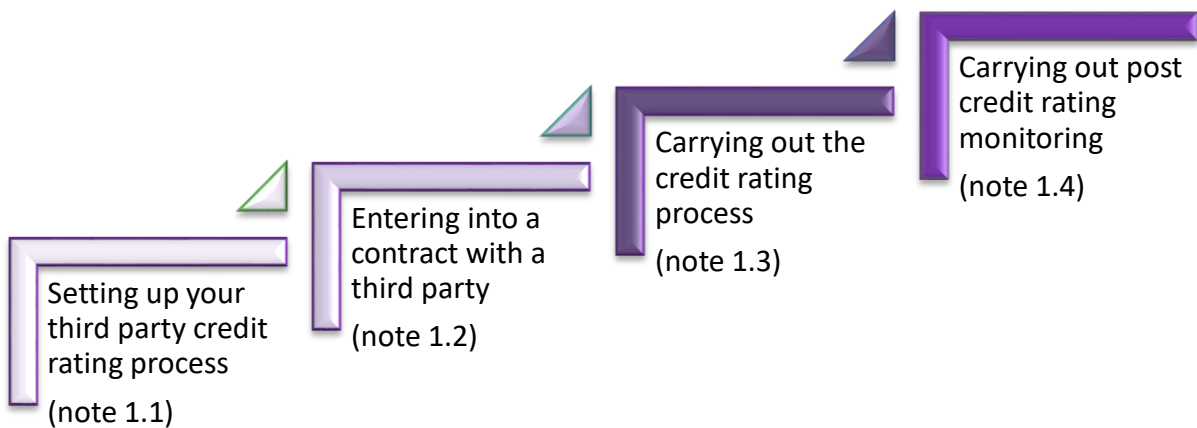 Setting up your
third party credit
rating process
(note 1.1)
Entering into a
contract with a
third party
(note 1.2)
Carrying out the
credit rating
process
(note 1.3)
Carrying out post
credit rating
monitoring
(note 1.4)